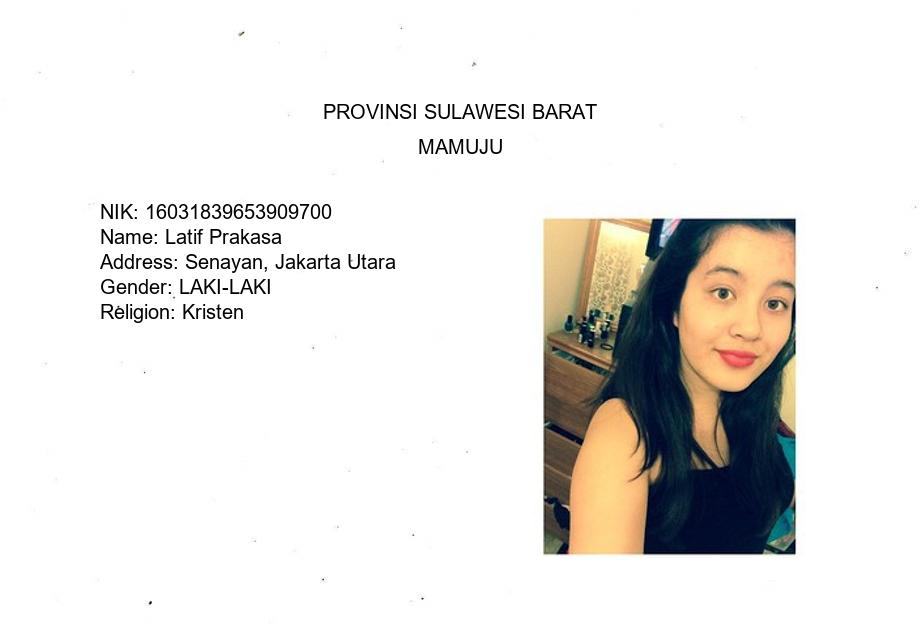 PROVINSI SULAWESI BARAT
MAMUJU
NIK: 16031839653909700
Name: Latif Prakasa
Address: Senayan, Jakarta Utara
Gender: LAKI-LAKI
Religion: Kristen